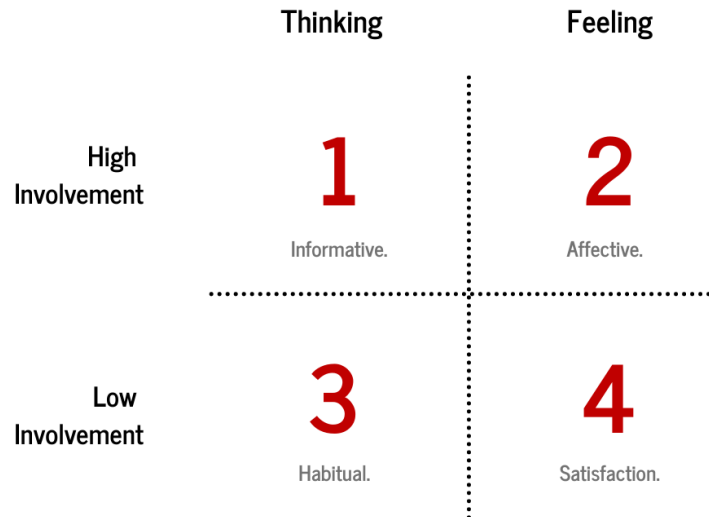 Thinking Feeling
High
Involvement
1 2
Informative. Affective.
Low
Involvement
3 4
Habitual. Satisfaction.